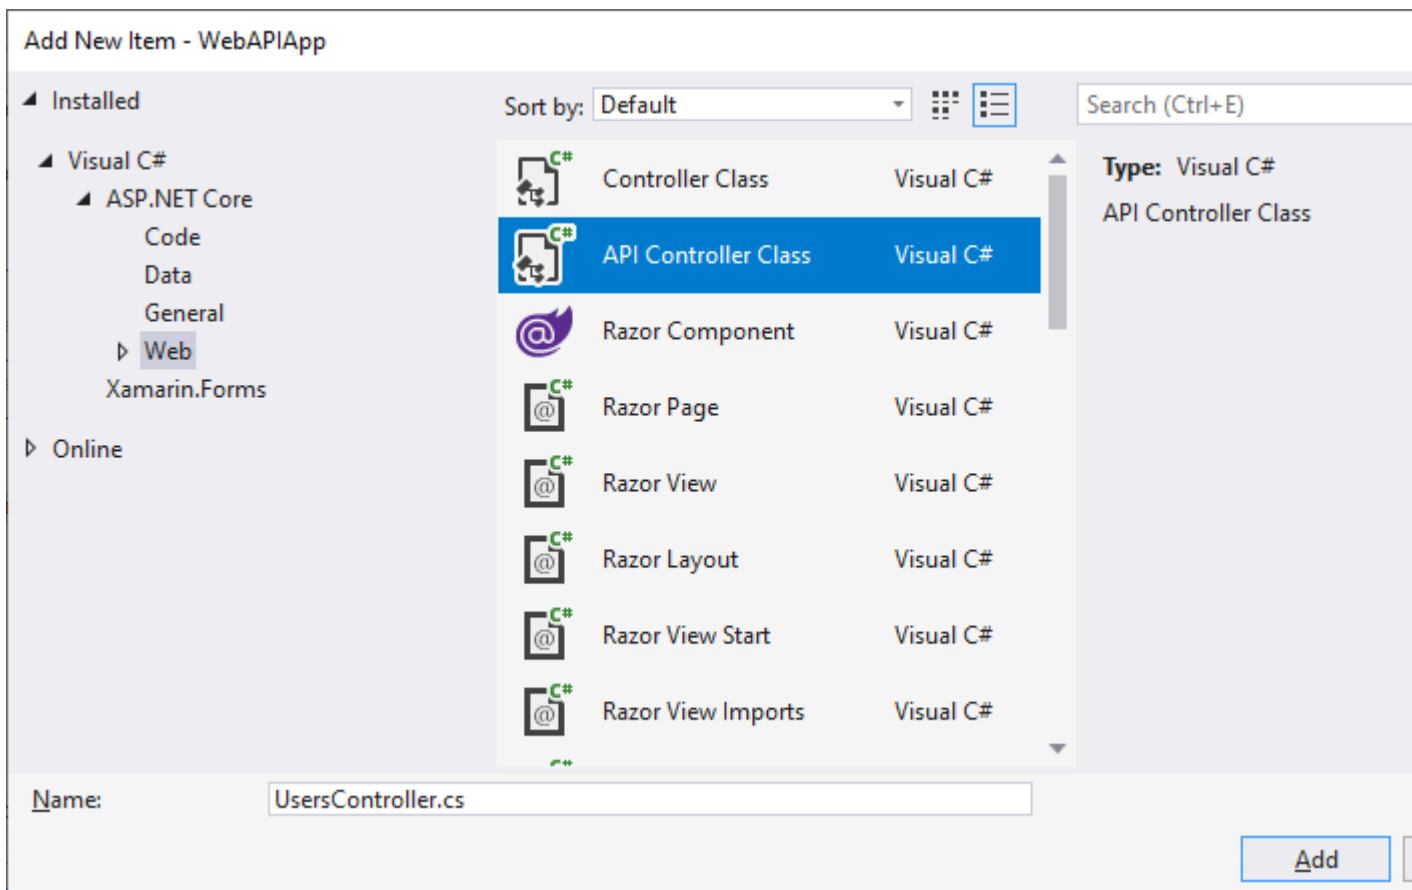 Add New Item - WebAPIApp
Installed
Visual C#
ASP.NET Core
Code
Data
General
Web
Xamarin.Forms
Online
Sort by: Default
Search (Ctrl+E)
C# Controller Class Visual C#
C# API Controller Class Visual C#
@ Razor Component Visual C#
C# @ Razor Page Visual C#
C# @ Razor View Visual C#
C# @ Razor Layout Visual C#
C# @ Razor View Start Visual C#
C# @ Razor View Imports Visual C#
Type: Visual C#
API Controller Class
Name: UsersController.cs
Add